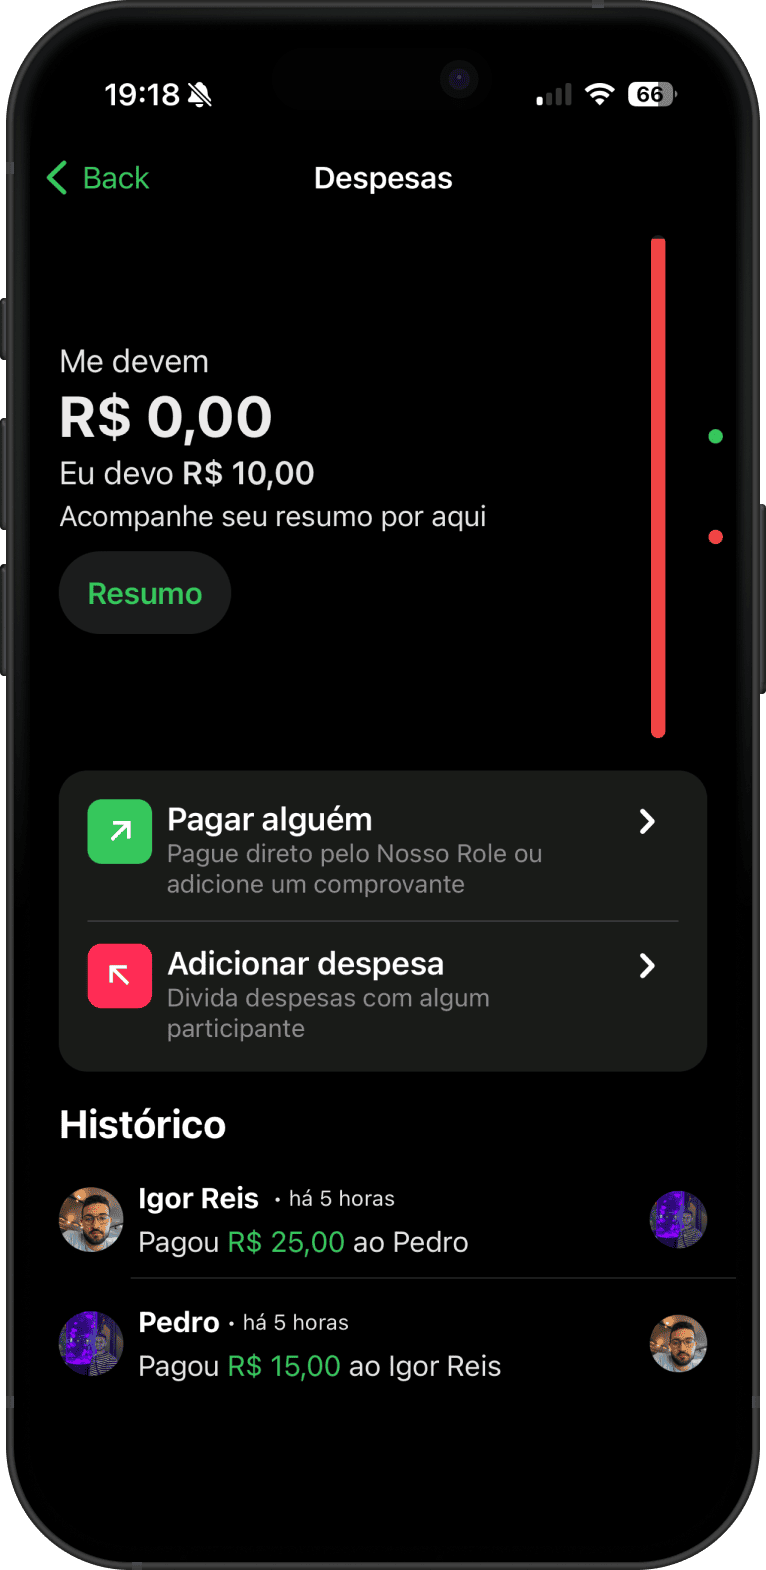 19:18
66
Back
Despesas
Me devem
R$ 0,00
Eu devo R$ 10,00
Acompanhe seu resumo por aqui
Resumo
Pagar alguém
Pague direto pelo Nosso Role ou
adicione um comprovante
Adicionar despesa
Divida despesas com algum
participante
Histórico
Igor Reis · há 5 horas
Pagou R$ 25,00 ao Pedro
Pedro · há 5 horas
Pagou R$ 15,00 ao Igor Reis